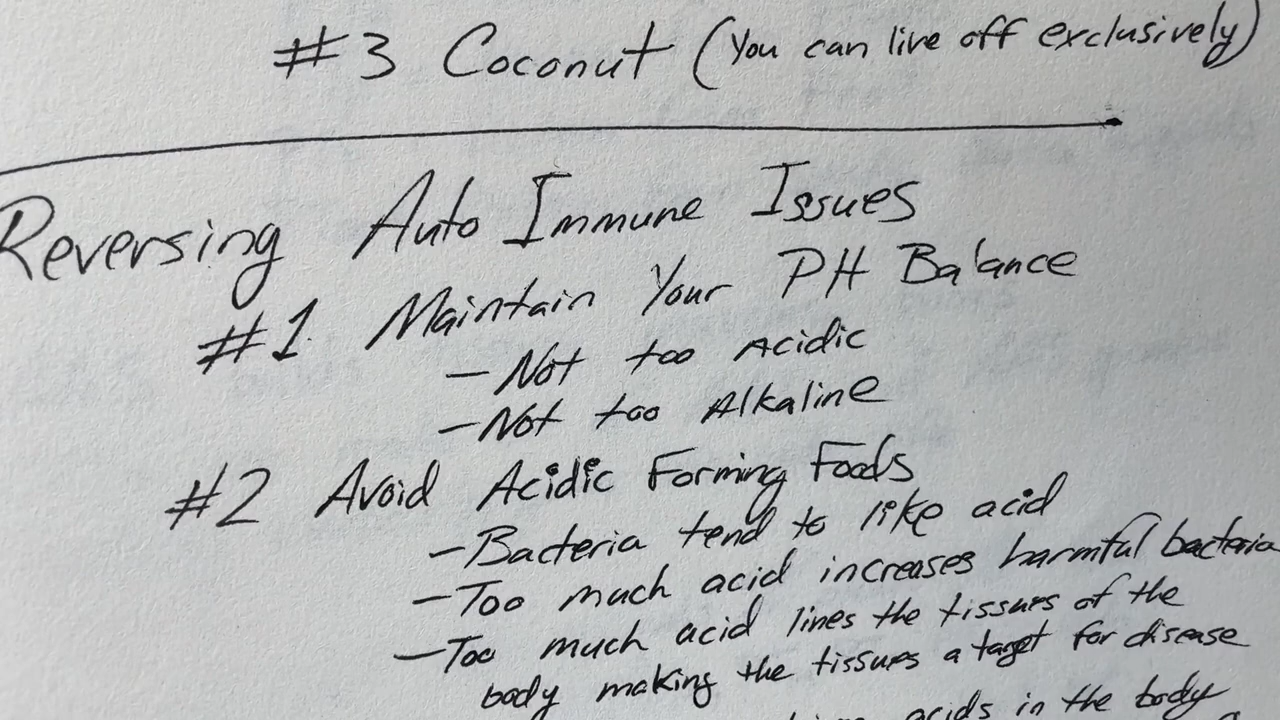 #3 Coconut (You can live off exclusively)
Reversing Auto Immune Issues
#1 Maintain Your PH Balance
- Not too Acidic
- Not too Alkaline
#2 Avoid Acidic Forming Foods
- Bacteria tend to like acid
- Too much acid increases harmful bacteria
- Too much acid lines the tissues of the
body making the tissues a target for disease
acids in the body